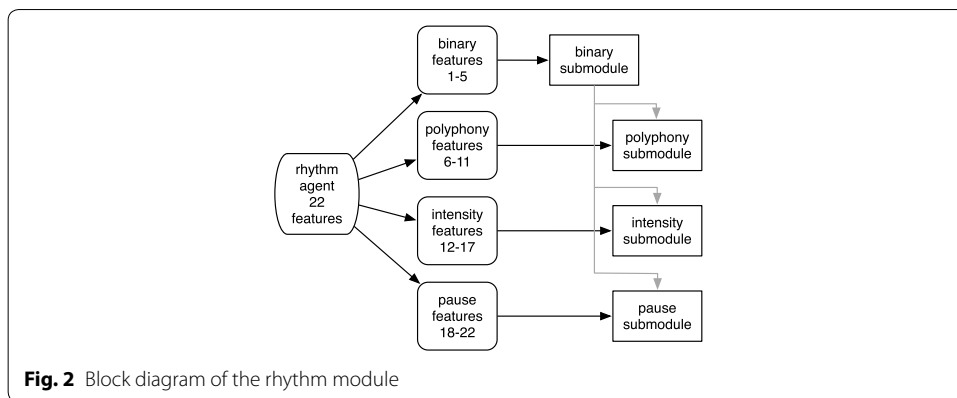 binary
features
1-5
binary
submodule
polyphony
features
6-11
polyphony
submodule
rhythm
agent
22
features
intensity
features
12-17
intensity
submodule
pause
features
18-22
pause
submodule
Fig. 2 Block diagram of the rhythm module